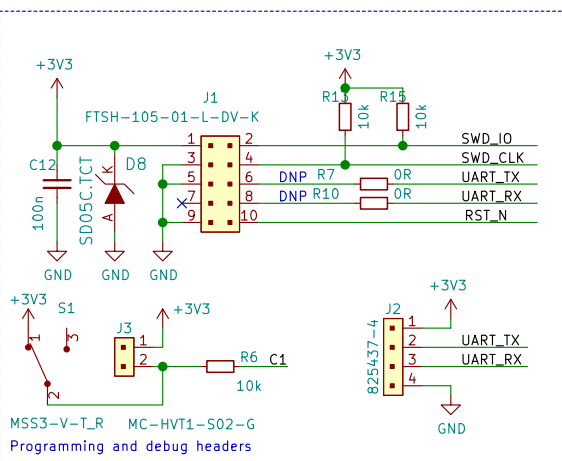 +3V3
+3V3
J1
FTSH-105-01-L-DV-K
R13
10k
R15
10k
C12
100n
SD05C.TCT
K
A
D8
1 2
3 4
5 6
7 8
9 10
DNP R7 0R
DNP R10 0R
SWD_IO
SWD_CLK
UART_TX
UART_RX
RST_N
GND
GND
GND
+3V3
S1
1
3
2
MSS3-V-T_R
J3
1
2
+3V3
R6
10k
C1
MC-HVT1-S02-G
J2
825437-4
1
2
3
4
+3V3
UART_TX
UART_RX
GND
Programming and debug headers